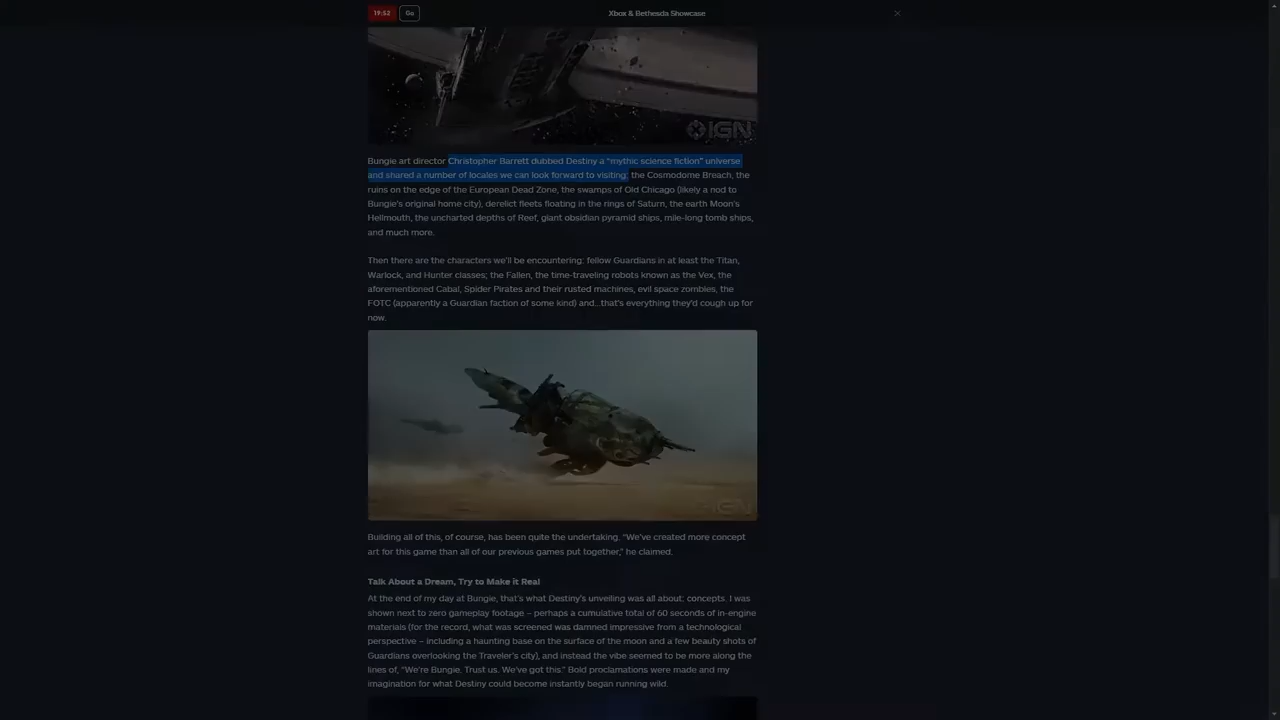 19:52 Go Xbox & Bethesda Showcase
IGN
Bungie art director Christopher Barrett dubbed Destiny a “mythic science fiction” universe
and shared a number of locales we can look forward to visiting: the Cosmodome Breach, the
ruins on the edge of the European Dead Zone, the swamps of Old Chicago (likely a nod to
Bungie's original home city), derelict fleets floating in the rings of Saturn, the earth Moon's
Hellmouth, the uncharted depths of Reef, giant obsidian pyramid ships, mile-long tomb ships,
and much more.
Then there are the characters we'll be encountering: fellow Guardians in at least the Titan,
Warlock, and Hunter classes; the Fallen, the time-traveling robots known as the Vex, the
aforementioned Cabal, Spider Pirates and their rusted machines, evil space zombies, the
FOTC (apparently a Guardian faction of some kind) and...that's everything they'd cough up for
now.
IGN
Building all of this, of course, has been quite the undertaking. “We've created more concept
art for this game than all of our previous games put together,” he claimed.
Talk About a Dream, Try to Make it Real
At the end of my day at Bungie, that's what Destiny's unveiling was all about: concepts. I was
shown next to zero gameplay footage – perhaps a cumulative total of 60 seconds of in-engine
materials (for the record, what was screened was damned impressive from a technological
perspective – including a haunting base on the surface of the moon and a few beauty shots of
Guardians overlooking the Traveler's city), and instead the vibe seemed to be more along the
lines of, “We're Bungie. Trust us. We've got this.” Bold proclamations were made and my
imagination for what Destiny could become instantly began running wild.